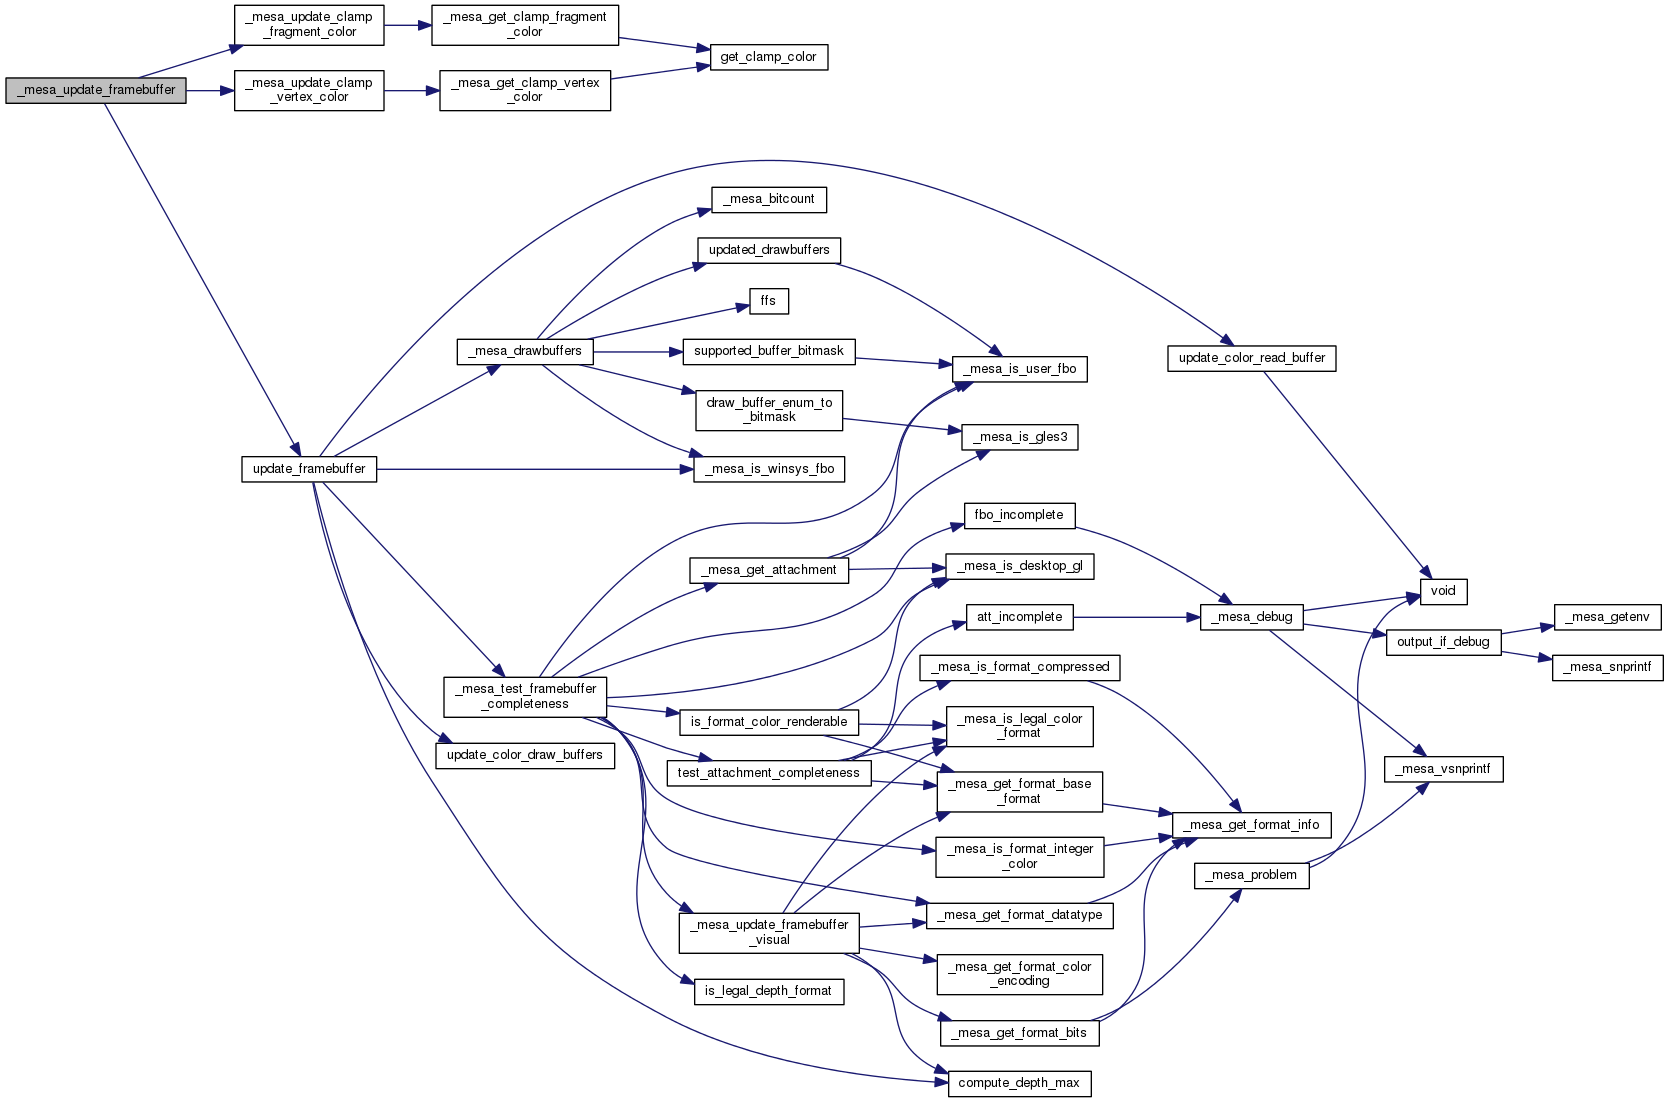 _mesa_update_clamp
_fragment_color
_mesa_get_clamp_fragment
_color
get_clamp_color
_mesa_update_framebuffer
_mesa_update_clamp
_vertex_color
_mesa_get_clamp_vertex
_color
_mesa_bitcount
updated_drawbuffers
ffs
_mesa_drawbuffers
supported_buffer_bitmask
_mesa_is_user_fbo
update_color_read_buffer
draw_buffer_enum_to
_bitmask
_mesa_is_gles3
update_framebuffer
_mesa_is_winsys_fbo
fbo_incomplete
_mesa_get_attachment
_mesa_is_desktop_gl
void
att_incomplete
_mesa_debug
_mesa_getenv
output_if_debug
_mesa_snprintf
_mesa_is_format_compressed
_mesa_test_framebuffer
_completeness
is_format_color_renderable
_mesa_is_legal_color
_format
update_color_draw_buffers
test_attachment_completeness
_mesa_vsnprintf
_mesa_get_format_base
_format
_mesa_get_format_info
_mesa_is_format_integer
_color
_mesa_problem
_mesa_get_format_datatype
_mesa_update_framebuffer
_visual
_mesa_get_format_color
_encoding
is_legal_depth_format
_mesa_get_format_bits
compute_depth_max